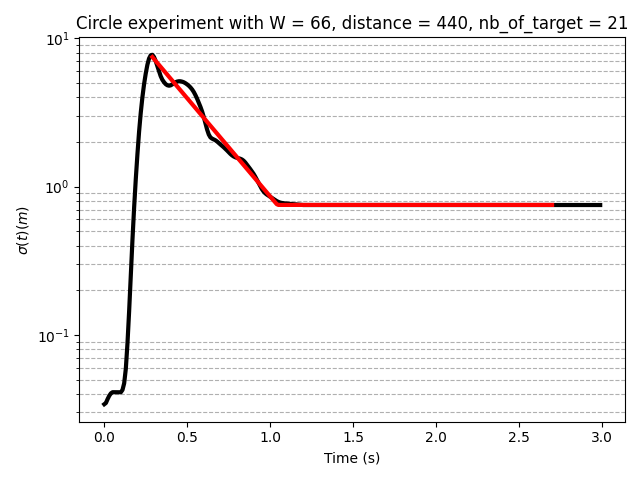 Circle experiment with W = 66, distance = 440, nb_of_target = 21
10¹
10⁰
10⁻¹
σ(t)(m)
0.0 0.5 1.0 1.5 2.0 2.5 3.0
Time (s)